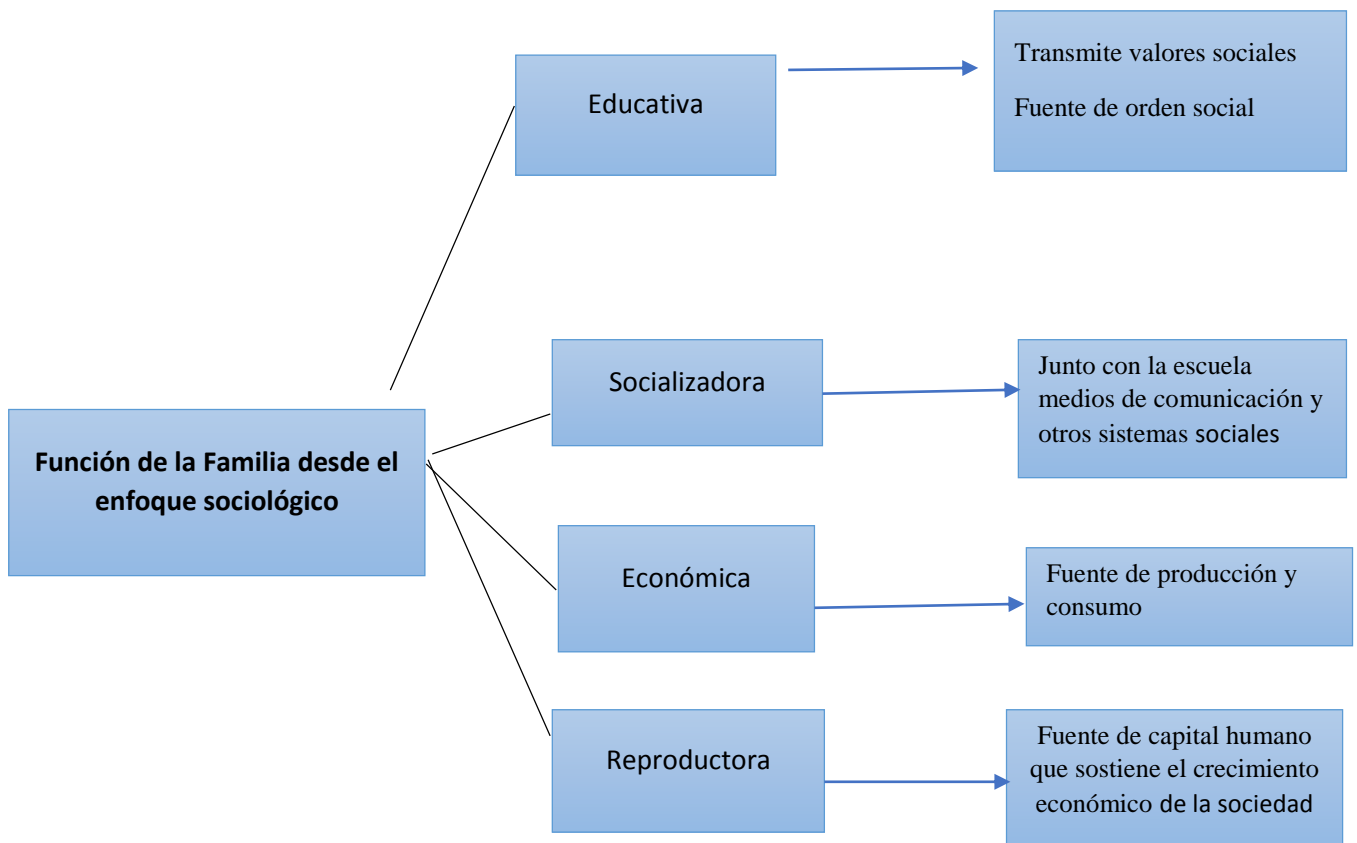 Educativa
Transmite valores sociales
Fuente de orden social
Socializadora
Junto con la escuela
medios de comunicación y
otros sistemas sociales
Función de la Familia desde el
enfoque sociológico
Económica
Fuente de producción y
consumo
Reproductora
Fuente de capital humano
que sostiene el crecimiento
económico de la sociedad